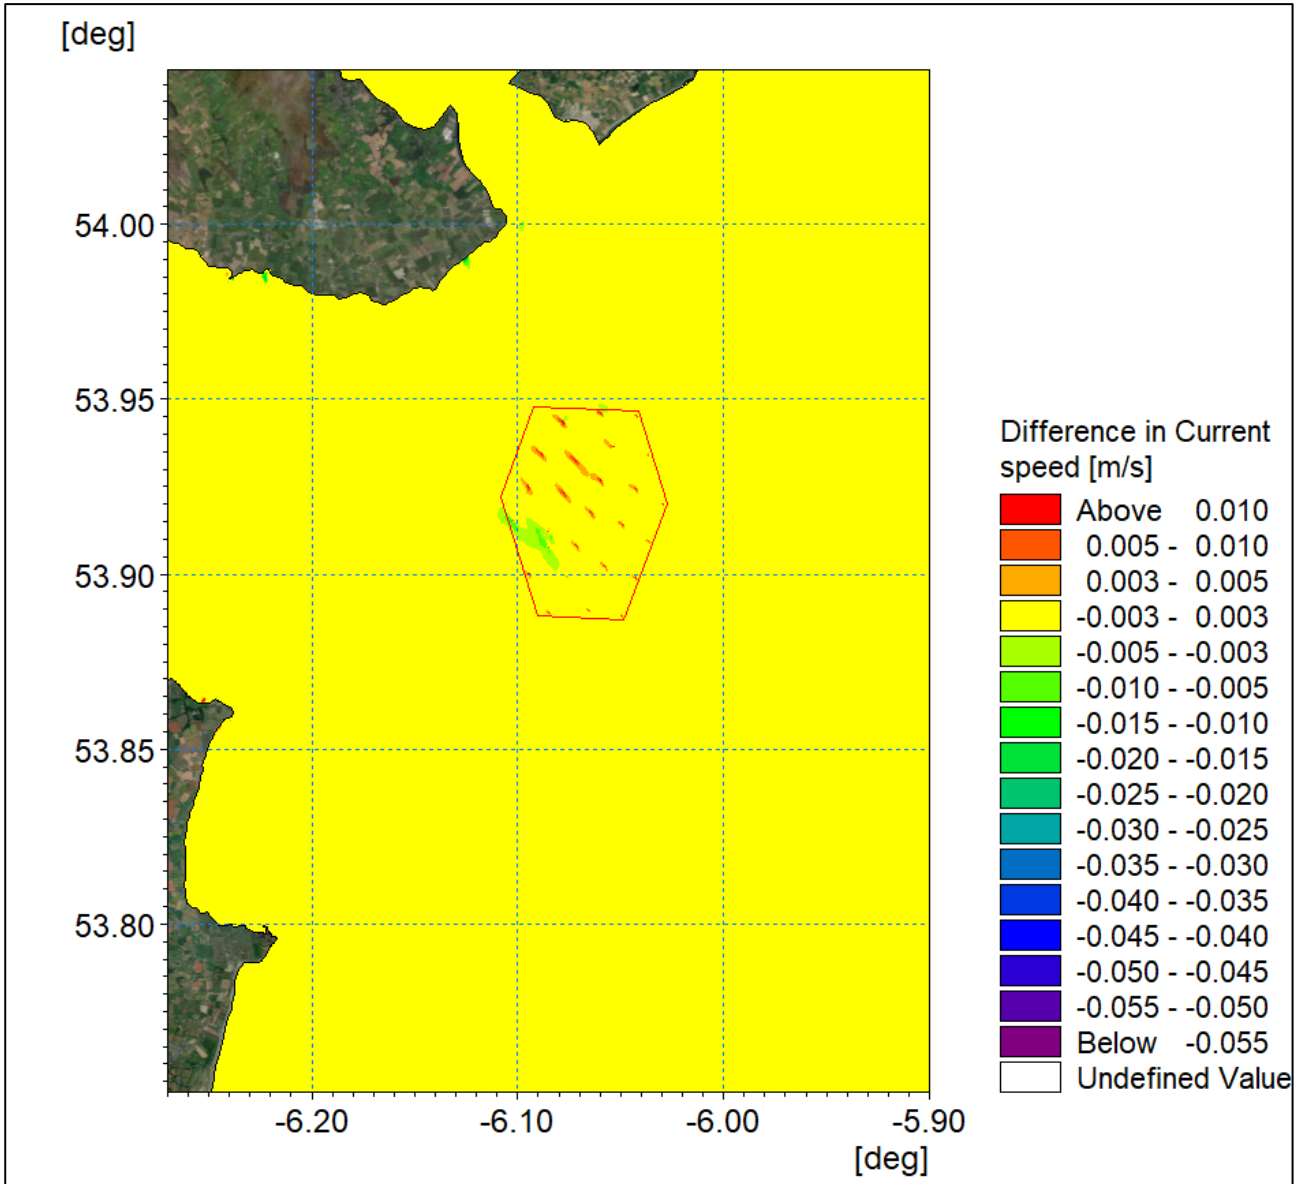 [deg]
54.00
53.95
53.90
53.85
53.80
-6.20
-6.10
-6.00
-5.90
[deg]
Difference in Current
speed [m/s]
Above 0.010
0.005 - 0.010
0.003 - 0.005
-0.003 - 0.003
-0.005 - -0.003
-0.010 - -0.005
-0.015 - -0.010
-0.020 - -0.015
-0.025 - -0.020
-0.030 - -0.025
-0.035 - -0.030
-0.040 - -0.035
-0.045 - -0.040
-0.050 - -0.045
-0.055 - -0.050
Below -0.055
Undefined Value